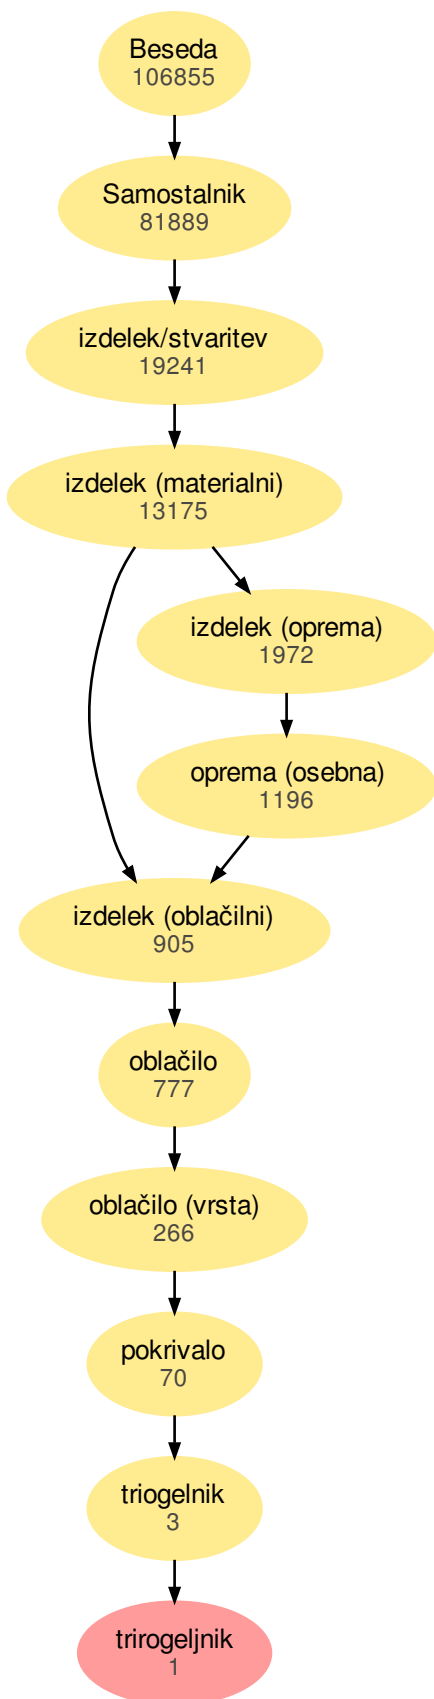 Beseda
106855
Samostalnik
81889
izdelek/stvaritev
19241
izdelek (materialni)
13175
izdelek (oprema)
1972
oprema (osebna)
1196
izdelek (oblačilni)
905
oblačilo
777
oblačilo (vrsta)
266
pokrivalo
70
triogelnik
3
trirogeljnik
1